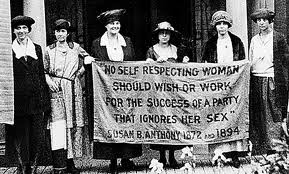 "NO SELF RESPECTING WOMAN
SHOULD WISH OR WORK
FOR THE SUCCESS OF A PARTY
THAT IGNORES HER SEX"
SUSAN B. ANTHONY 1872 AND 1894